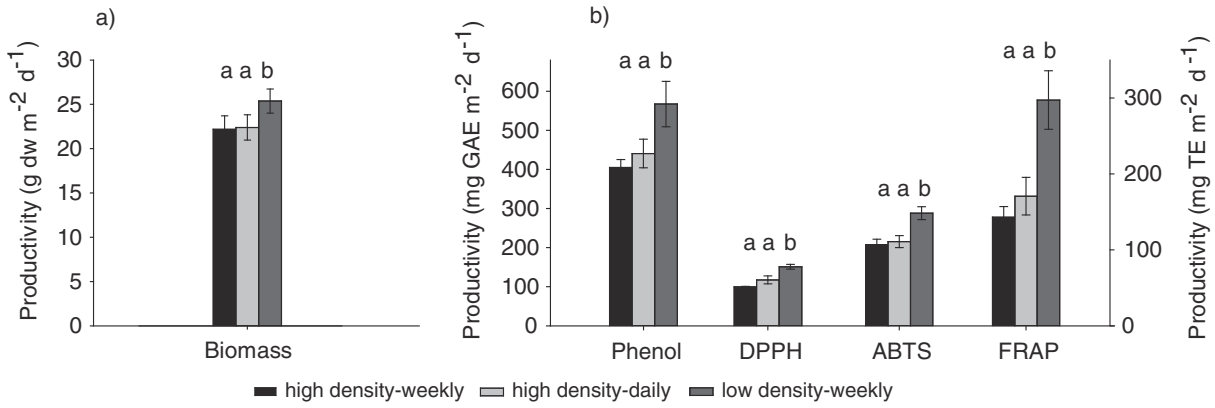 a)
Productivity (g dw m⁻² d⁻¹)
30
25
20
15
10
5
0
a a b
Biomass
b)
Productivity (mg GAE m⁻² d⁻¹)
600
500
400
300
200
100
0
a a b
a a b
a a b
a a b
Phenol DPPH ABTS FRAP
300
200
100
0
Productivity (mg TE m⁻² d⁻¹)
high density-weekly high density-daily low density-weekly